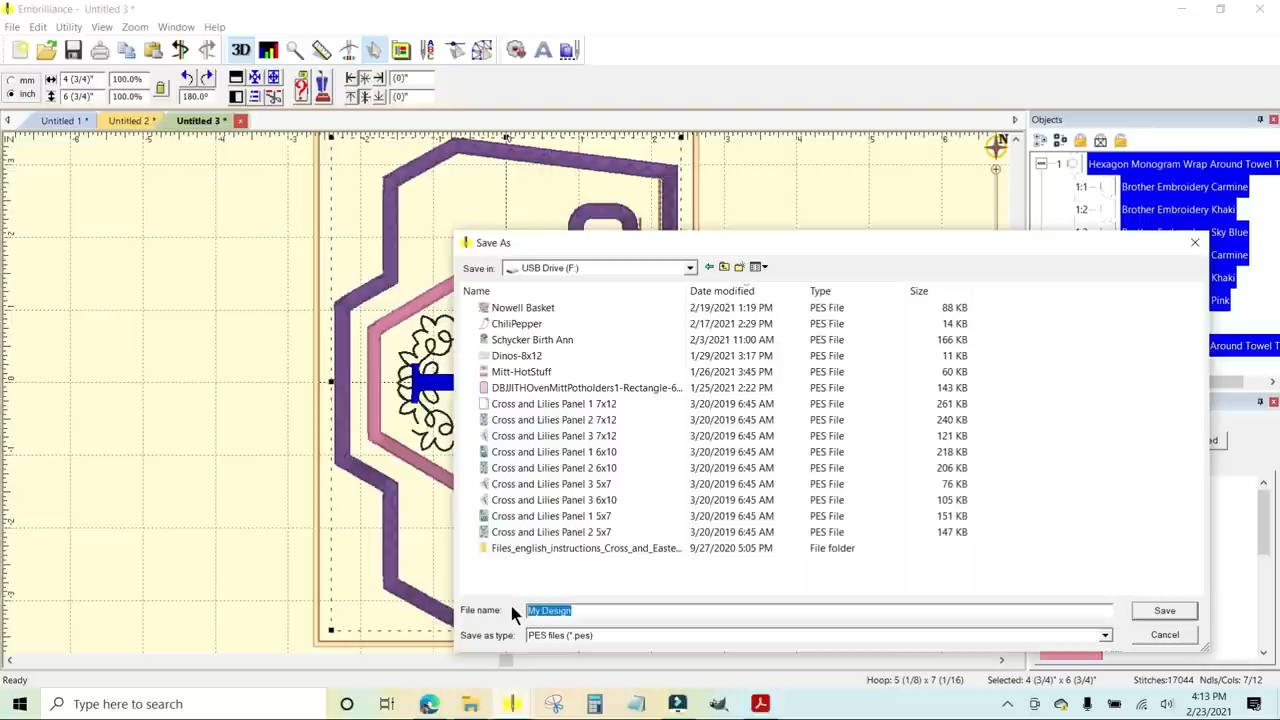 Embrilliance - Untitled 3 *
File Edit Utility View Zoom Window Help
3D
mm
inch
4 (3/4)" 100.0%
6 (3/4)" 100.0%
180.0°
(0)"
(0)"
Untitled 1 * Untitled 2 * Untitled 3 *
Objects
1 Hexagon Monogram Wrap Around Towel T
1:1 Brother Embroidery Carmine
1:2 Brother Embroidery Khaki
Sky Blue
Carmine
Khaki
Pink
Around Towel T
Save As
Save in: USB Drive (F:)
Name Date modified Type Size
Nowell Basket 2/19/2021 1:19 PM PES File 88 KB
ChiliPepper 2/17/2021 2:29 PM PES File 14 KB
Schycker Birth Ann 2/3/2021 11:00 AM PES File 166 KB
Dinos-8x12 1/29/2021 3:17 PM PES File 11 KB
Mitt-HotStuff 1/26/2021 3:45 PM PES File 60 KB
DBJJITHOvenMittPotholders1-Rectangle-6... 1/25/2021 2:22 PM PES File 143 KB
Cross and Lilies Panel 1 7x12 3/20/2019 6:45 AM PES File 261 KB
Cross and Lilies Panel 2 7x12 3/20/2019 6:45 AM PES File 240 KB
Cross and Lilies Panel 3 7x12 3/20/2019 6:45 AM PES File 121 KB
Cross and Lilies Panel 1 6x10 3/20/2019 6:45 AM PES File 218 KB
Cross and Lilies Panel 2 6x10 3/20/2019 6:45 AM PES File 206 KB
Cross and Lilies Panel 3 5x7 3/20/2019 6:45 AM PES File 76 KB
Cross and Lilies Panel 3 6x10 3/20/2019 6:45 AM PES File 105 KB
Cross and Lilies Panel 1 5x7 3/20/2019 6:45 AM PES File 151 KB
Cross and Lilies Panel 2 5x7 3/20/2019 6:45 AM PES File 147 KB
Files_english_instructions_Cross_and_Easte... 9/27/2020 5:05 PM File folder
File name: My Design Save
Save as type: PES files (*.pes) Cancel
Ready Hoop: 5 (1/8) x 7 (1/16) Selected: 4 (3/4)" x 6 (3/4)" Stitches:17044 Ndls/Cols: 7/12
Type here to search
4:13 PM
2/23/2021